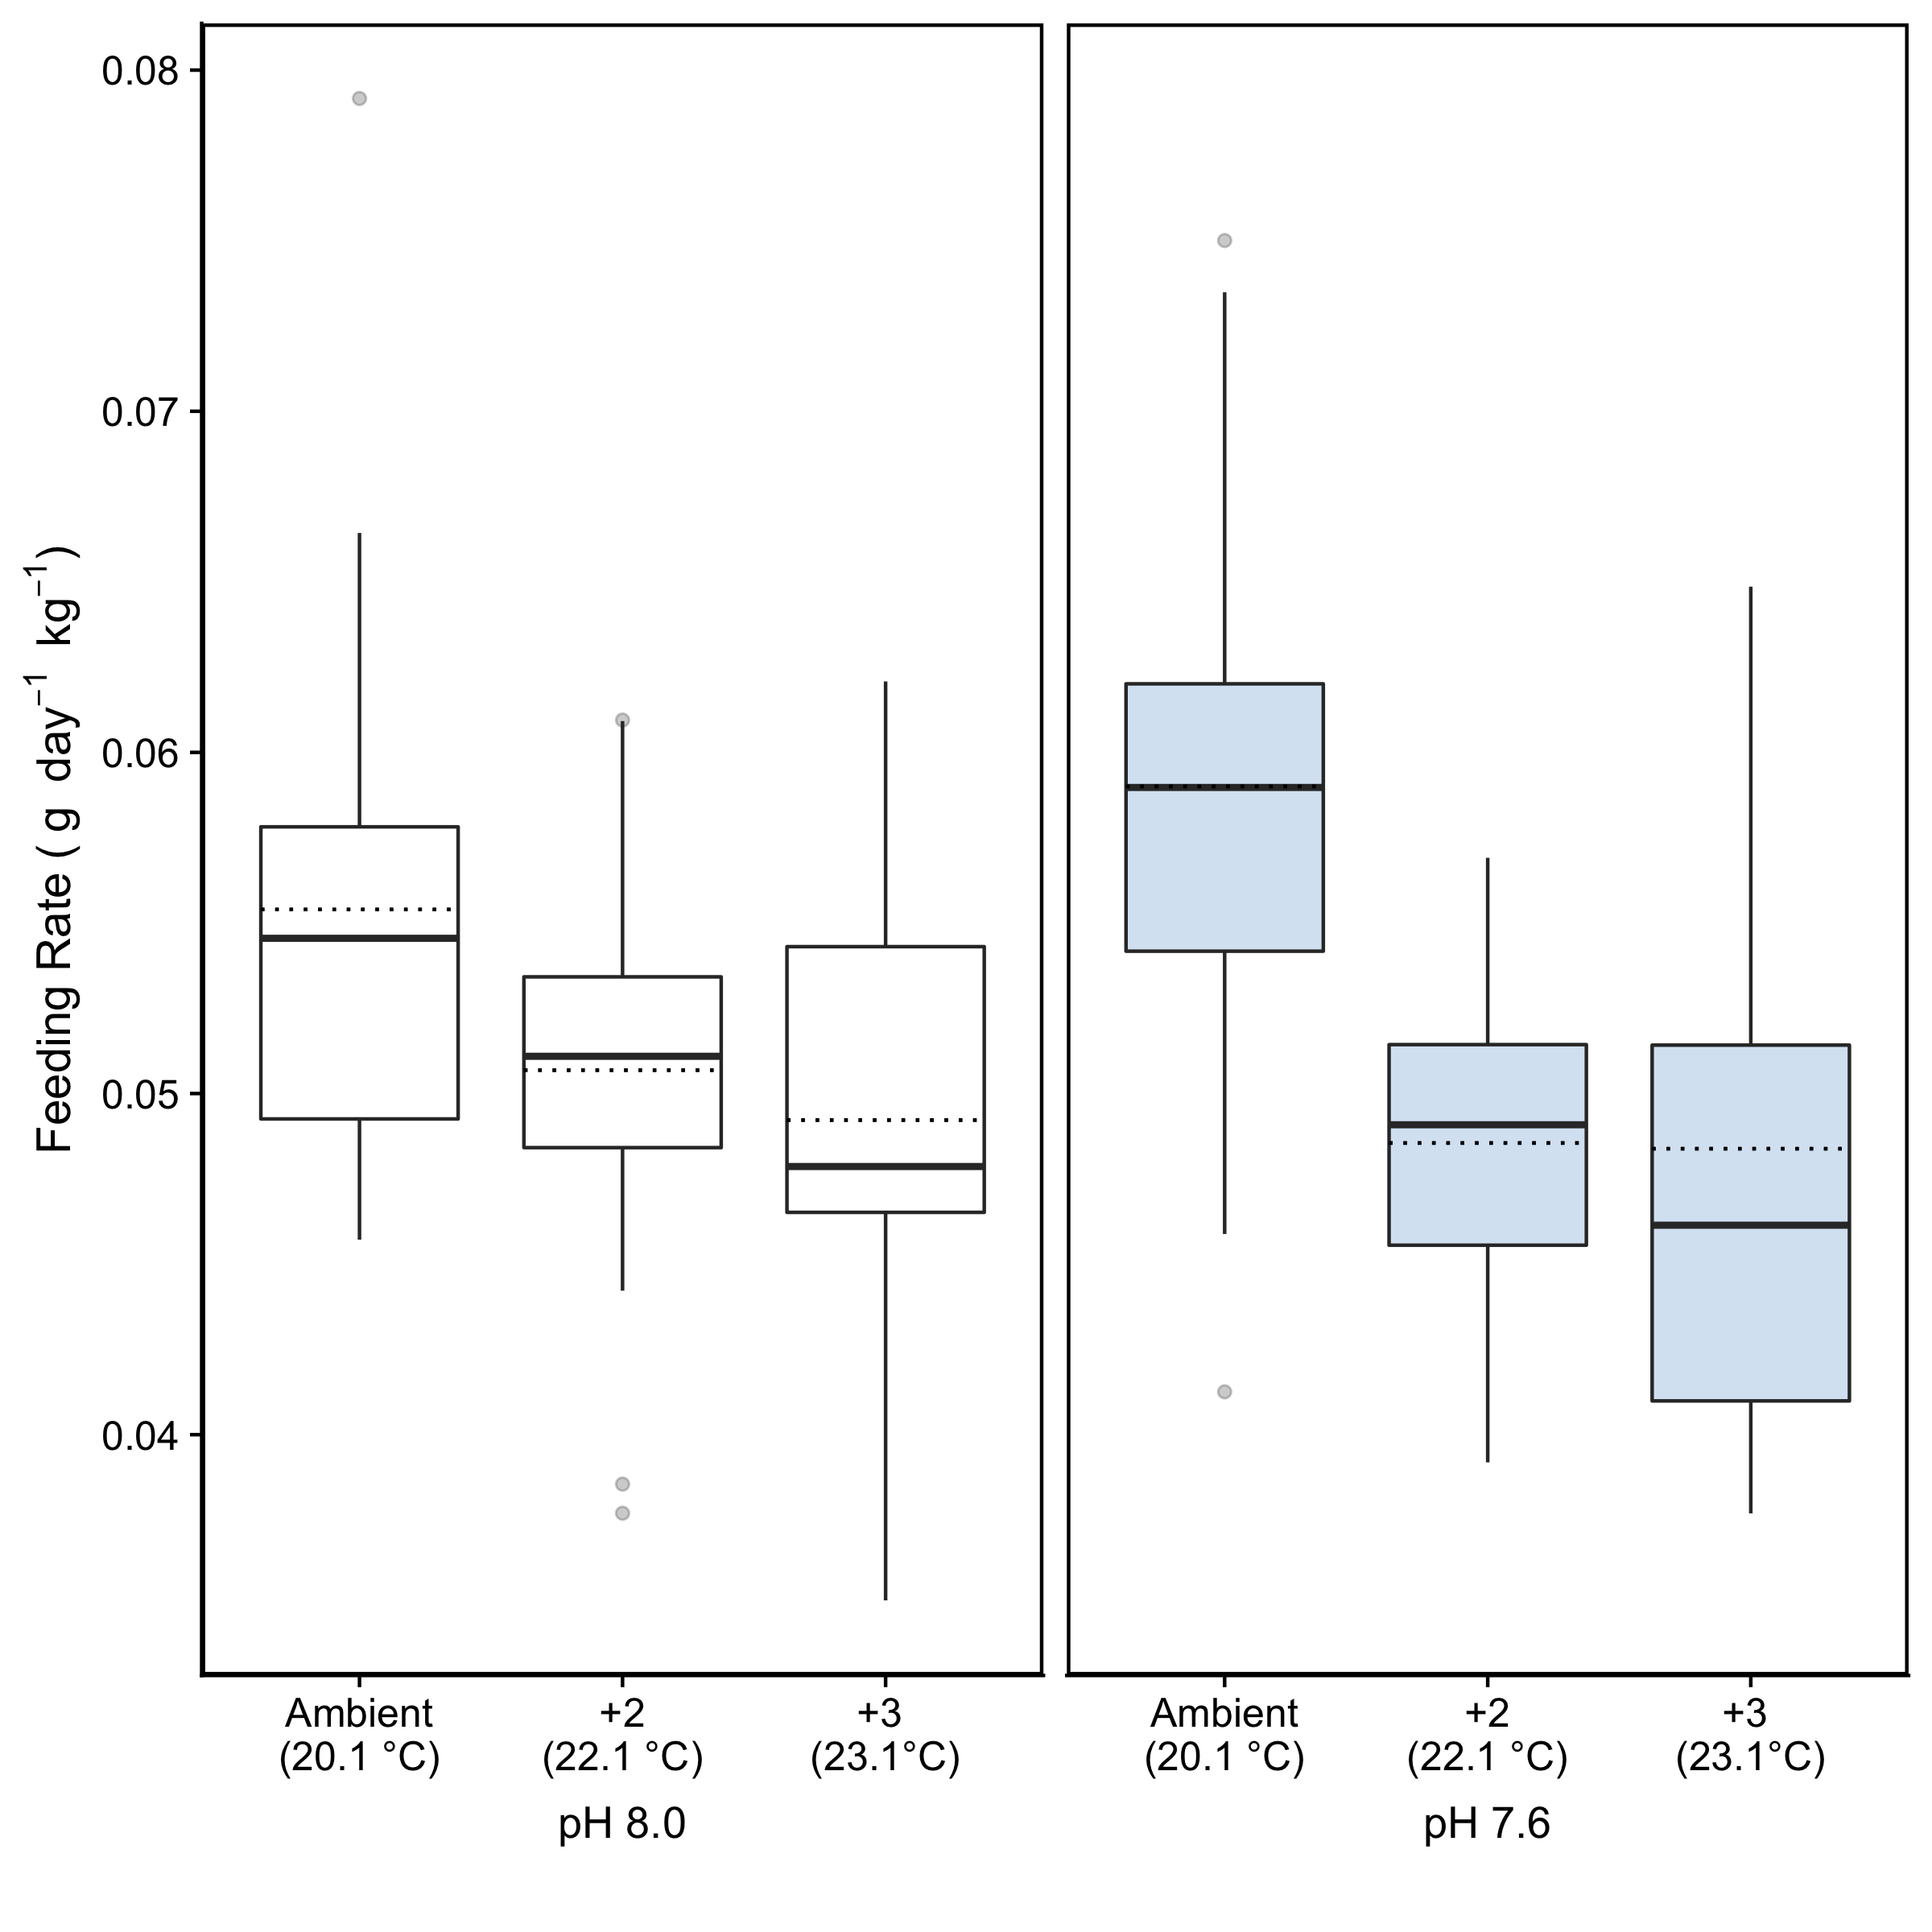 Feeding Rate ( g day⁻¹ kg⁻¹)
0.08
0.07
0.06
0.05
0.04
Ambient
(20.1 °C)
+2
(22.1 °C)
+3
(23.1°C)
pH 8.0
Ambient
(20.1 °C)
+2
(22.1 °C)
+3
(23.1°C)
pH 7.6